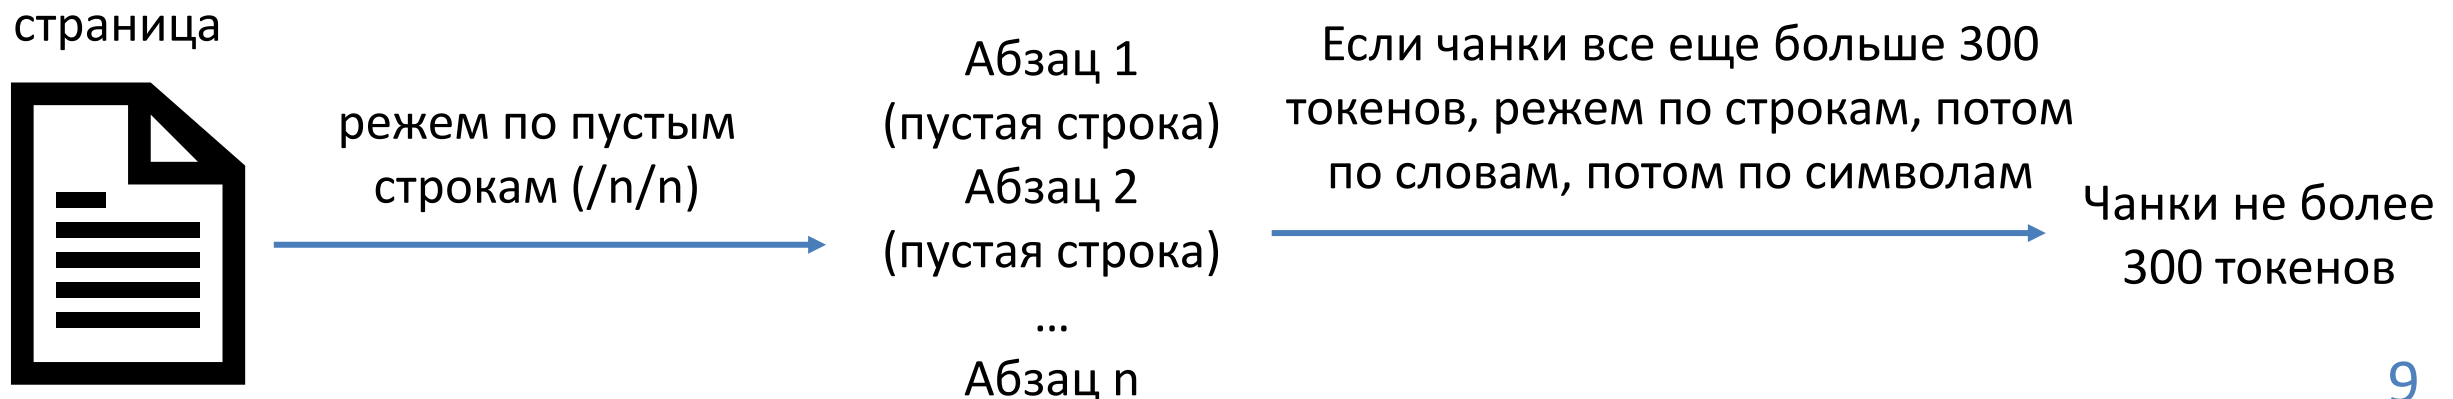 страница
режем по пустым
строкам (/n/n)
Абзац 1
(пустая строка)
Абзац 2
(пустая строка)
...
Абзац n
Если чанки все еще больше 300
токенов, режем по строкам, потом
по словам, потом по символам
Чанки не более
300 токенов
9